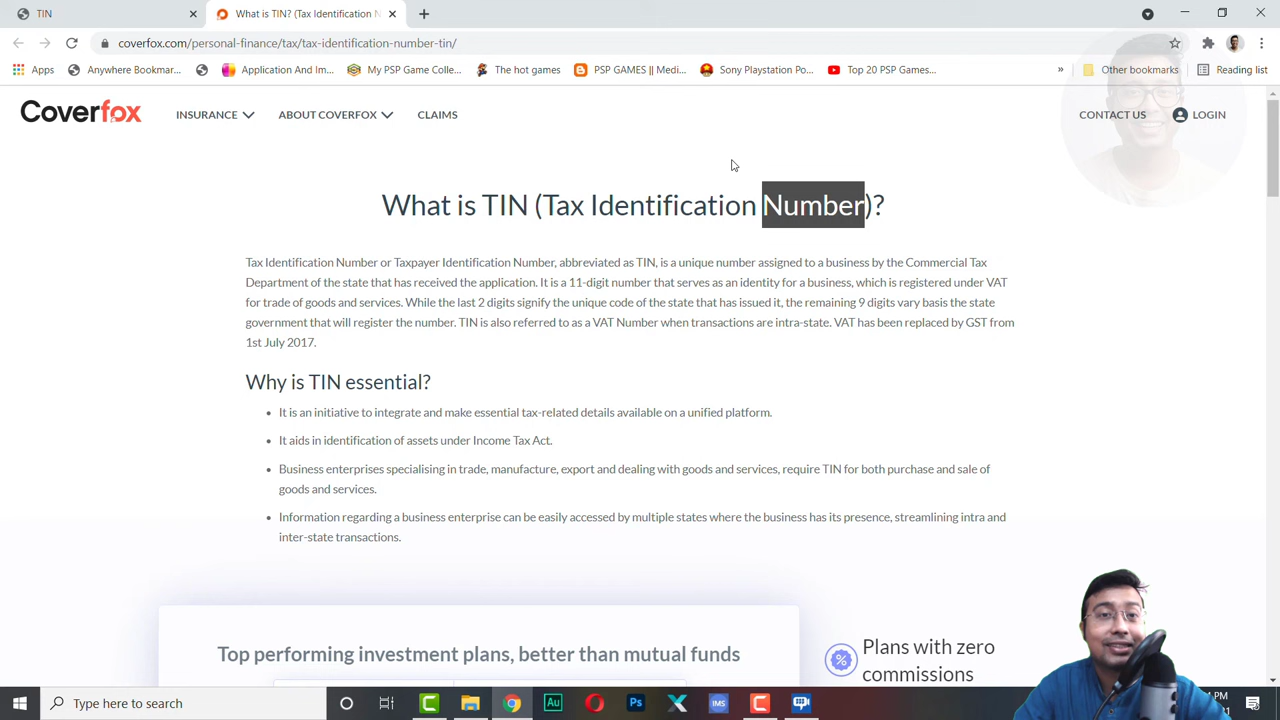 TIN
What is TIN? (Tax Identification N
coverfox.com/personal-finance/tax/tax-identification-number-tin/
Apps
Anywhere Bookmar...
Application And Im...
My PSP Game Colle...
The hot games
PSP GAMES || Medi...
Sony Playstation Po...
Top 20 PSP Games...
»
Other bookmarks
Reading list
Coverfox
INSURANCE
ABOUT COVERFOX
CLAIMS
CONTACT US
LOGIN
What is TIN (Tax Identification Number)?
Tax Identification Number or Taxpayer Identification Number, abbreviated as TIN, is a unique number assigned to a business by the Commercial Tax
Department of the state that has received the application. It is a 11-digit number that serves as an identity for a business, which is registered under VAT
for trade of goods and services. While the last 2 digits signify the unique code of the state that has issued it, the remaining 9 digits vary basis the state
government that will register the number. TIN is also referred to as a VAT Number when transactions are intra-state. VAT has been replaced by GST from
1st July 2017.
Why is TIN essential?
• It is an initiative to integrate and make essential tax-related details available on a unified platform.
• It aids in identification of assets under Income Tax Act.
• Business enterprises specialising in trade, manufacture, export and dealing with goods and services, require TIN for both purchase and sale of
goods and services.
• Information regarding a business enterprise can be easily accessed by multiple states where the business has its presence, streamlining intra and
inter-state transactions.
Top performing investment plans, better than mutual funds
%
Plans with zero
commissions
Type here to search
Au
Ps
IMS
PM